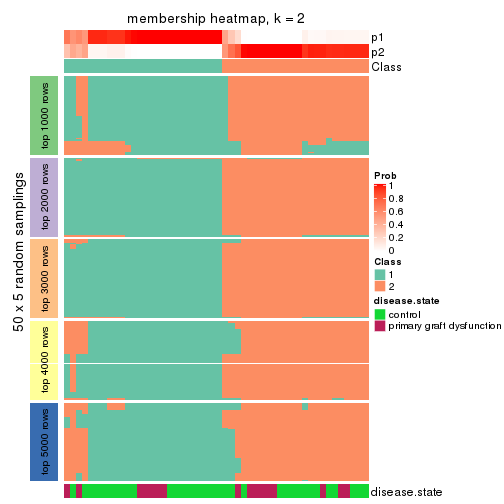 membership heatmap, k = 2
p1
p2
Class
50 x 5 random samplings
top 1000 rows
top 2000 rows
top 3000 rows
top 4000 rows
top 5000 rows
Prob
1
0.8
0.6
0.4
0.2
0
Class
1
2
disease.state
control
primary graft dysfunction
disease.state